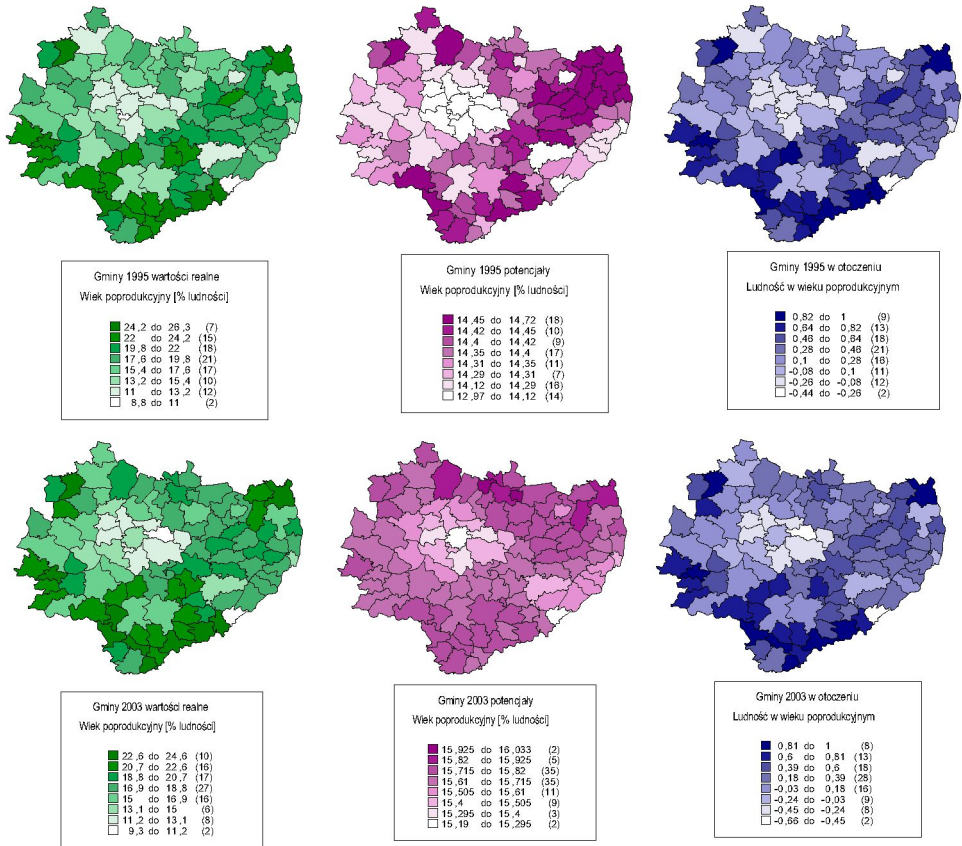 Gminy 1995 wartości realne
Wiek poprodukcyjny [% ludności]
24 ,2 do 26 ,3 (7)
22 do 24 ,2 (15)
19 ,8 do 22 (18)
17 ,6 do 19 ,8 (21)
15 ,4 do 17 ,6 (17)
13 ,2 do 15 ,4 (10)
11 do 13 ,2 (12)
8 ,8 do 11 (2)
Gminy 1995 potencjały
Wiek poprodukcyjny [% ludności]
14 ,45 do 14 ,72 (18)
14 ,42 do 14 ,45 (10)
14 ,4 do 14 ,42 (9)
14 ,35 do 14 ,4 (17)
14 ,31 do 14 ,35 (11)
14 ,29 do 14 ,31 (7)
14 ,12 do 14 ,29 (16)
12 ,97 do 14 ,12 (14)
Gminy 1995 w otoczeniu
Ludność w wieku poprodukcyjnym
0,82 do 1 (9)
0,64 do 0,82 (13)
0,46 do 0,64 (18)
0,28 do 0,46 (21)
0,1 do 0,28 (16)
-0,08 do 0,1 (11)
-0,26 do -0,08 (12)
-0,44 do -0,26 (2)
Gminy 2003 wartości realne
Wiek poprodukcyjny [% ludności]
22 ,6 do 24 ,6 (10)
20 ,7 do 22 ,6 (16)
18 ,8 do 20 ,7 (17)
16 ,9 do 18 ,8 (27)
15 do 16 ,9 (16)
13 ,1 do 15 (6)
11 ,2 do 13 ,1 (8)
9 ,3 do 11 ,2 (2)
Gminy 2003 potencjały
Wiek poprodukcyjny [% ludności]
15 ,925 do 16 ,033 (2)
15 ,82 do 15 ,925 (5)
15 ,715 do 15 ,82 (35)
15 ,61 do 15 ,715 (35)
15 ,505 do 15 ,61 (11)
15 ,4 do 15 ,505 (9)
15 ,295 do 15 ,4 (3)
15 ,19 do 15 ,295 (2)
Gminy 2003 w otoczeniu
Ludność w wieku poprodukcyjnym
0,81 do 1 (8)
0,6 do 0,81 (13)
0,39 do 0,6 (18)
0,18 do 0,39 (28)
-0,03 do 0,18 (16)
-0,24 do -0,03 (9)
-0,45 do -0,24 (8)
-0,66 do -0,45 (2)